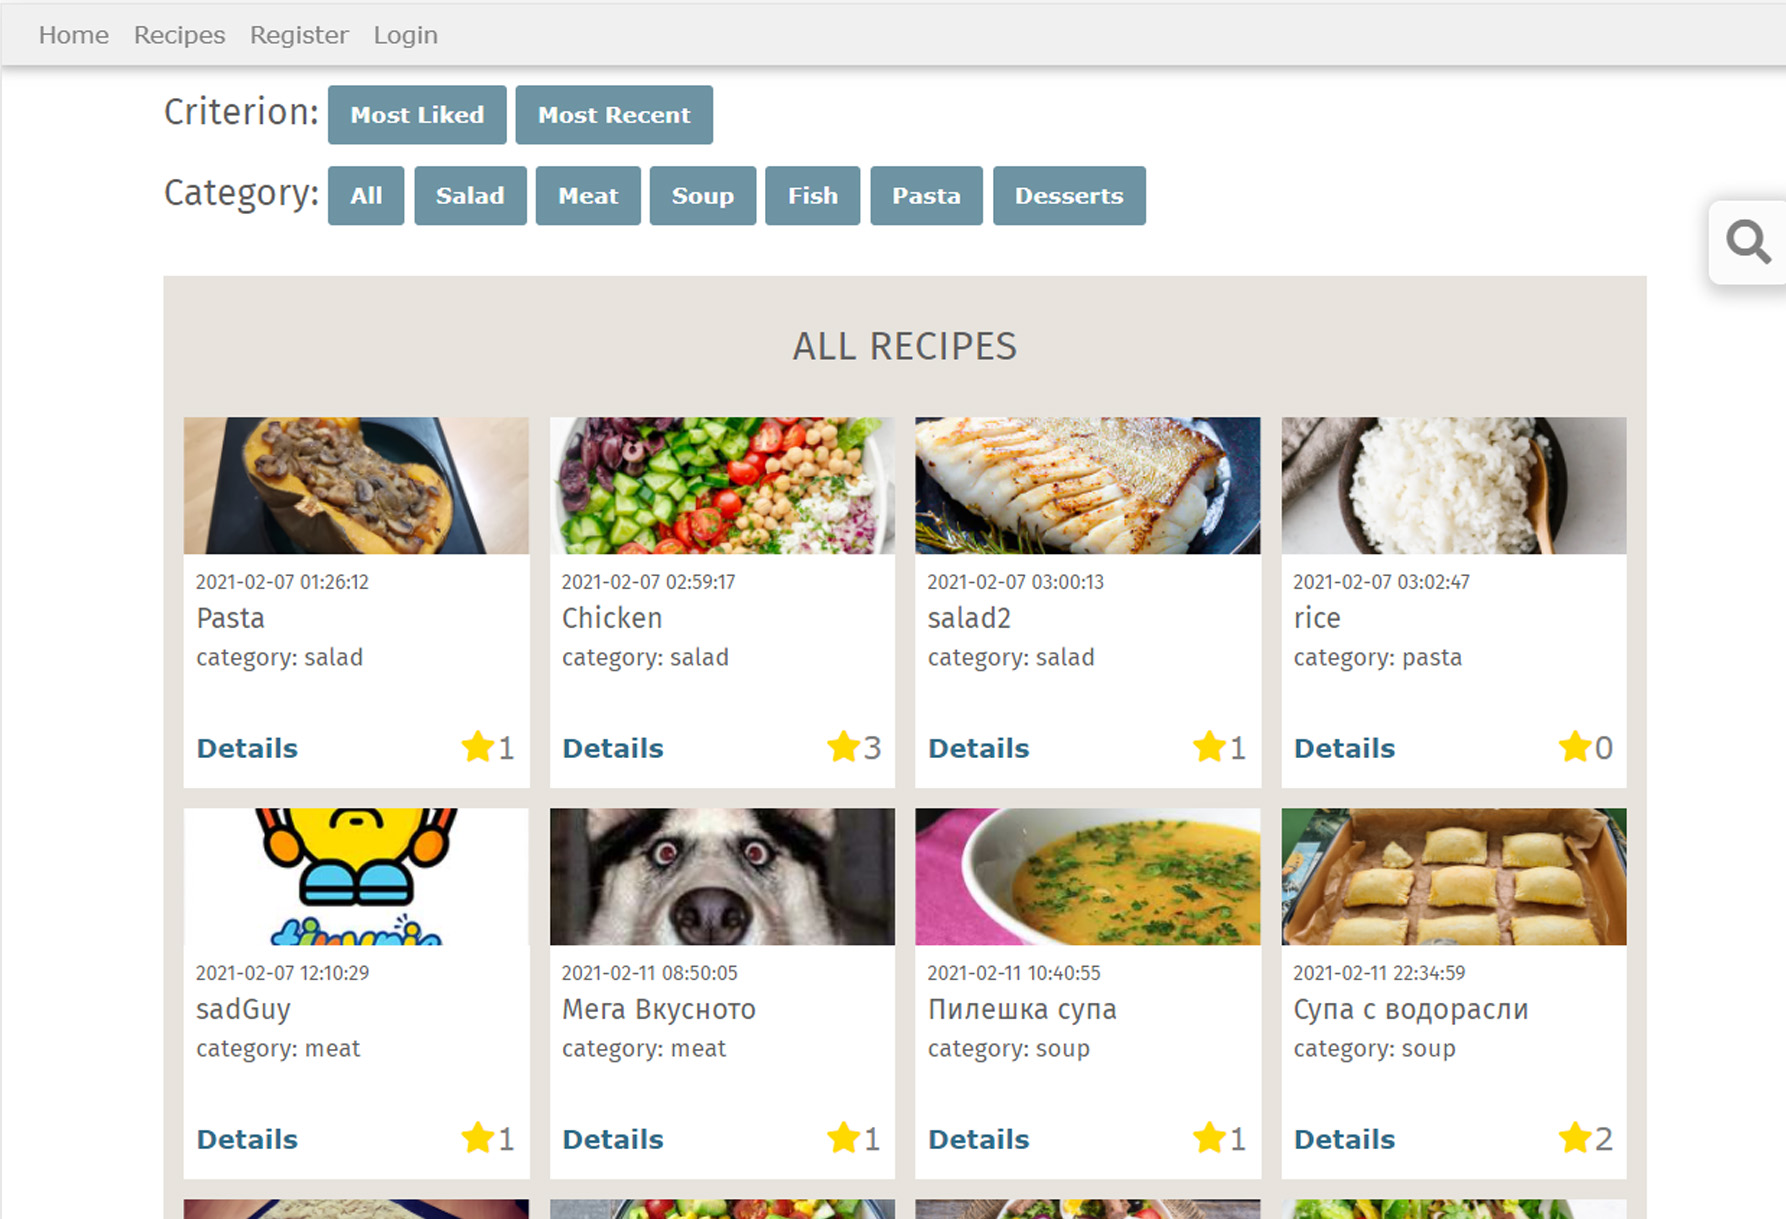 Home Recipes Register Login
Criterion: Most Liked Most Recent
Category: All Salad Meat Soup Fish Pasta Desserts
ALL RECIPES
2021-02-07 01:26:12
Pasta
category: salad
Details 1
2021-02-07 02:59:17
Chicken
category: salad
Details 3
2021-02-07 03:00:13
salad2
category: salad
Details 1
2021-02-07 03:02:47
rice
category: pasta
Details 0
2021-02-07 12:10:29
sadGuy
category: meat
Details 1
2021-02-11 08:50:05
Мега Вкусното
category: meat
Details 1
2021-02-11 10:40:55
Пилешка супа
category: soup
Details 1
2021-02-11 22:34:59
Супа с водорасли
category: soup
Details 2